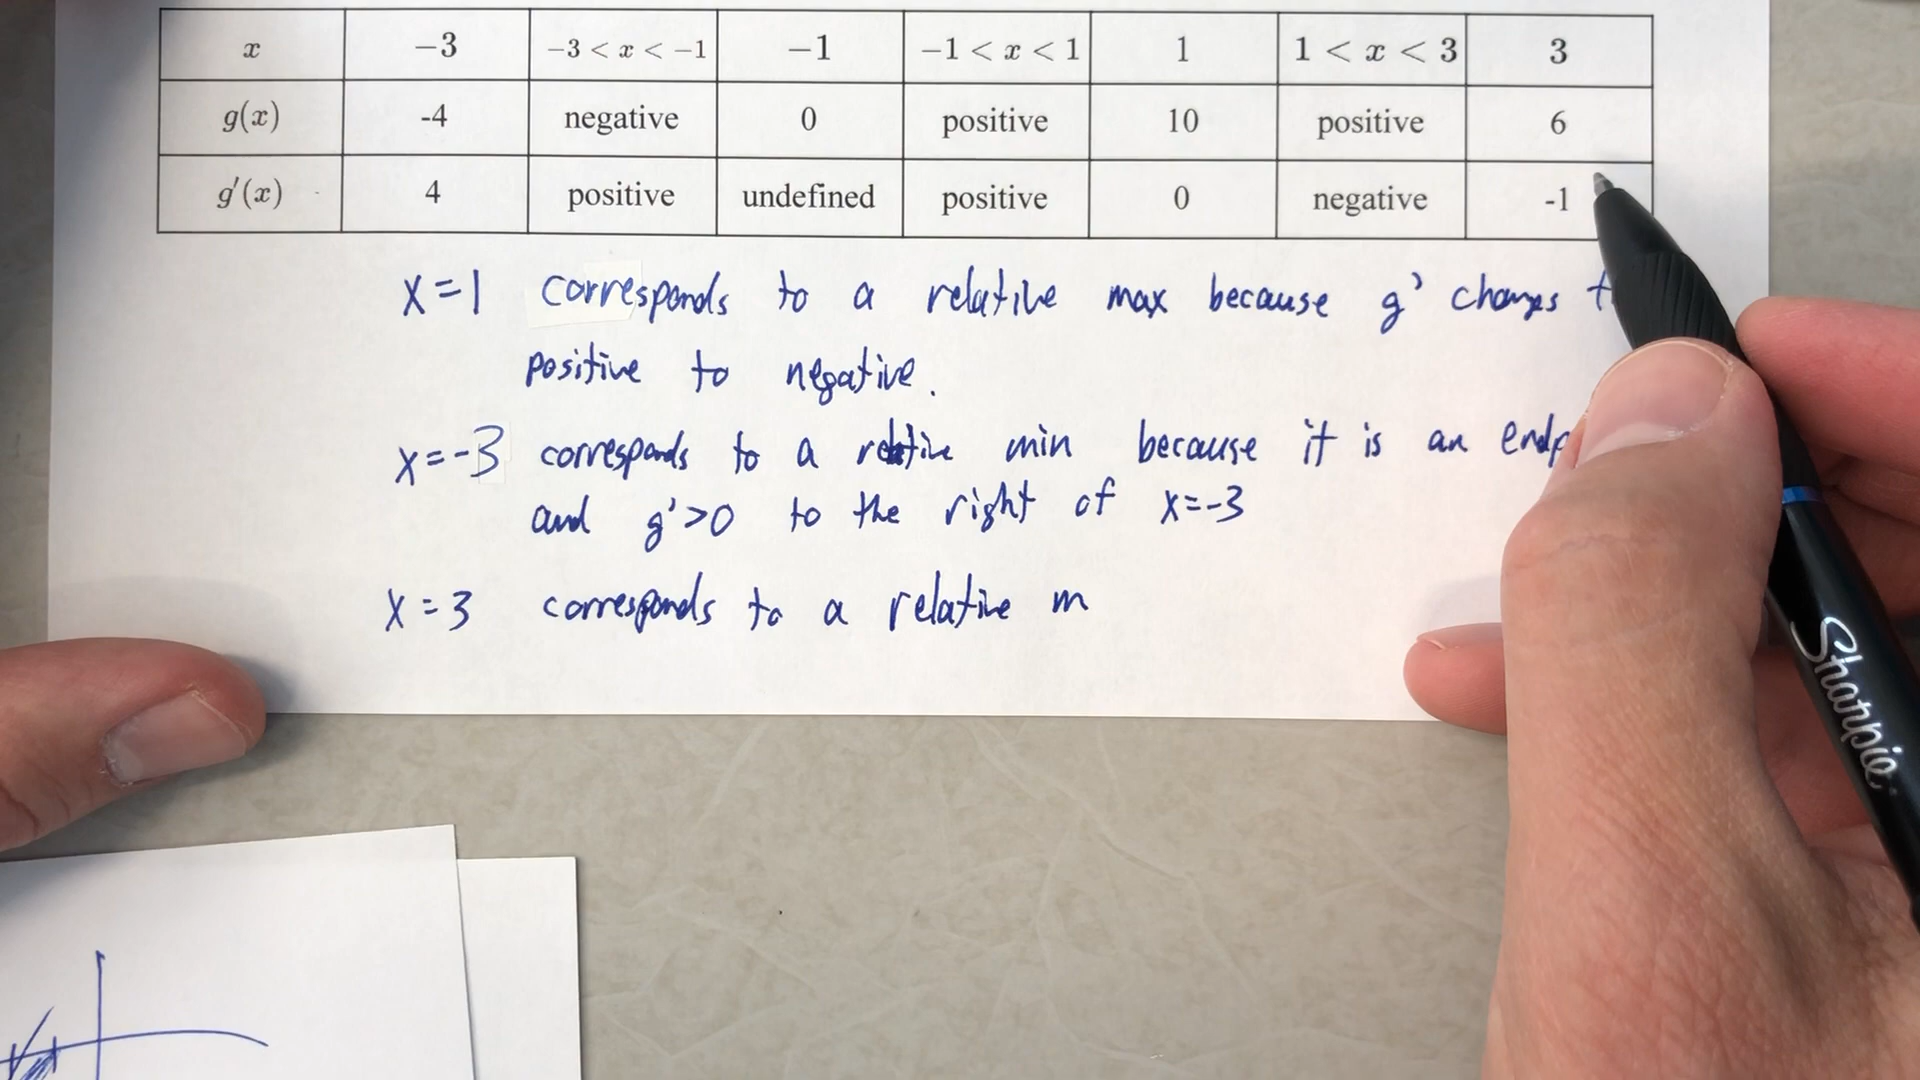 x −3 −3 < x < −1 −1 −1 < x < 1 1 1 < x < 3 3
g(x) -4 negative 0 positive 10 positive 6
g′(x) 4 positive undefined positive 0 negative -1
x=1 corresponds to a relative max because g' changes
positive to negative.
x=-3 corresponds to a relative min because it is an
and g'>0 to the right of x=-3
x=3 corresponds to a relative m
Sharpie